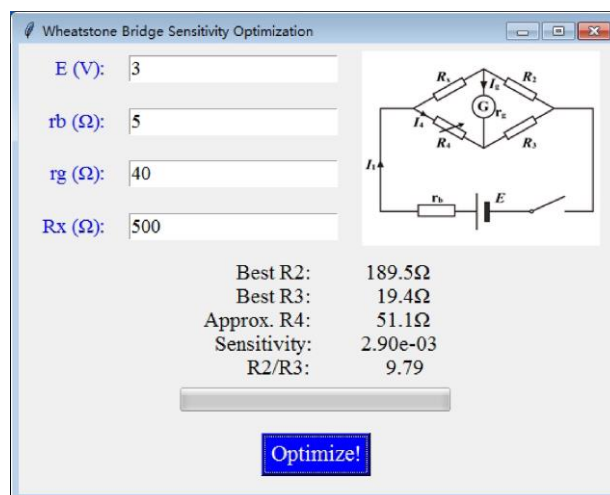 Wheatstone Bridge Sensitivity Optimization
E (V): 3
rb (Ω): 5
rg (Ω): 40
Rx (Ω): 500
Rx Ig R2
G rg
I4
R4 R3
I1
rb E
Best R2: 189.5Ω
Best R3: 19.4Ω
Approx. R4: 51.1Ω
Sensitivity: 2.90e-03
R2/R3: 9.79
Optimize!